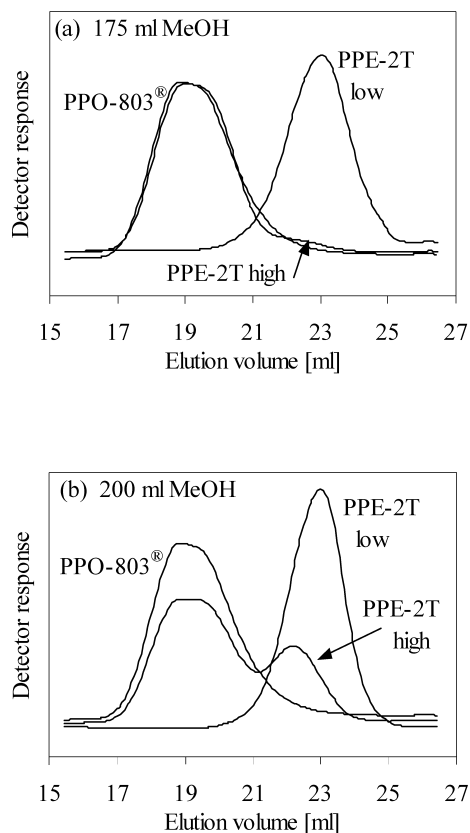 (a) 175 ml MeOH
PPE-2T
low
PPO-803®
PPE-2T high
Detector response
15 17 19 21 23 25 27
Elution volume [ml]
(b) 200 ml MeOH
PPE-2T
low
PPO-803®
PPE-2T
high
Detector response
15 17 19 21 23 25 27
Elution volume [ml]